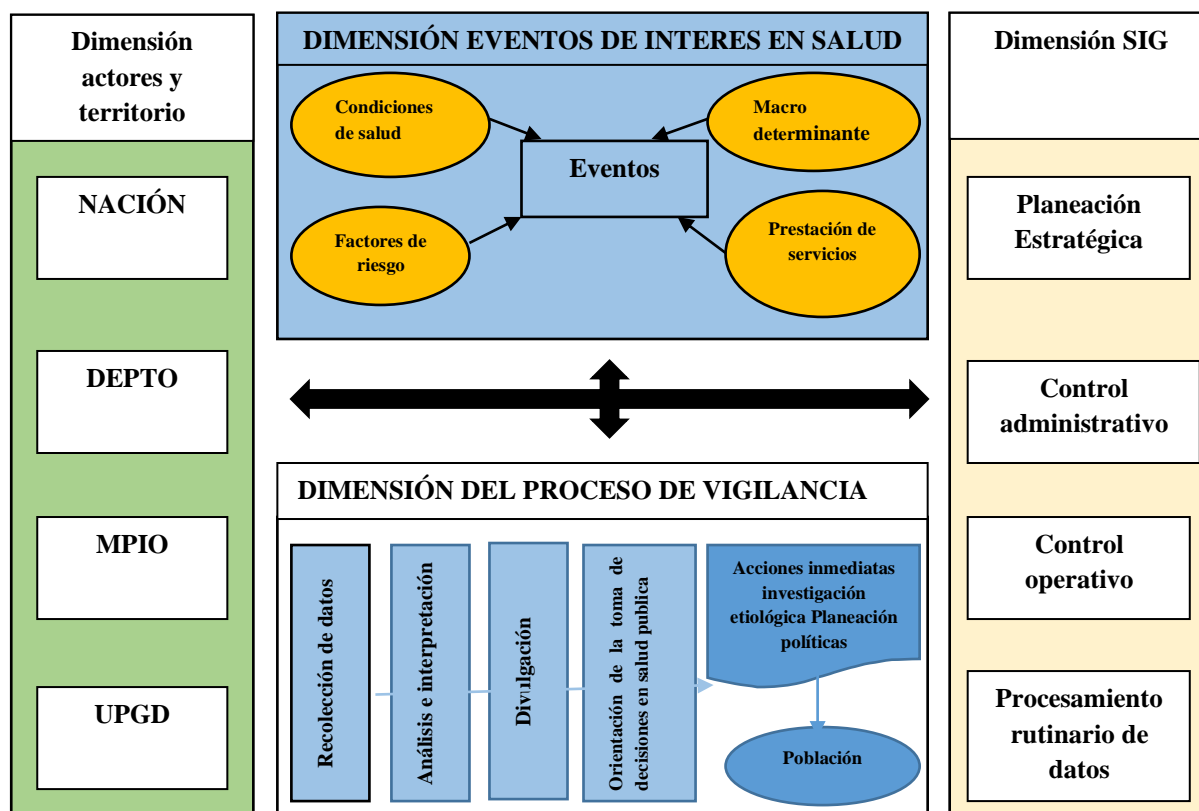 Dimensión
actores y
territorio
NACIÓN
DEPTO
MPIO
UPGD
DIMENSIÓN EVENTOS DE INTERES EN SALUD
Condiciones
de salud
Macro
determinante
Eventos
Factores de
riesgo
Prestación de
servicios
DIMENSIÓN DEL PROCESO DE VIGILANCIA
Recolección de datos
Análisis e interpretación
Divulgación
Orientación de la toma de
decisiones en salud publica
Acciones inmediatas
investigación
etiológica Planeación
políticas
Población
Dimensión SIG
Planeación
Estratégica
Control
administrativo
Control
operativo
Procesamiento
rutinario de
datos